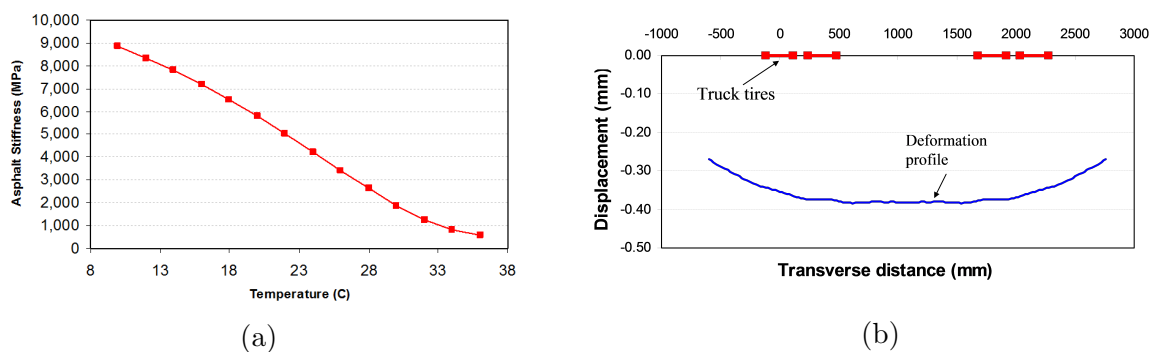 10,000
9,000
8,000
7,000
6,000
5,000
4,000
3,000
2,000
1,000
0
8 13 18 23 28 33 38
Asphalt Stiffness (MPa)
Temperature (C)
(a)
-1000 -500 0 500 1000 1500 2000 2500 3000
0.00
-0.10
-0.20
-0.30
-0.40
-0.50
Displacement (mm)
Truck tires
Deformation
profile
Transverse distance (mm)
(b)